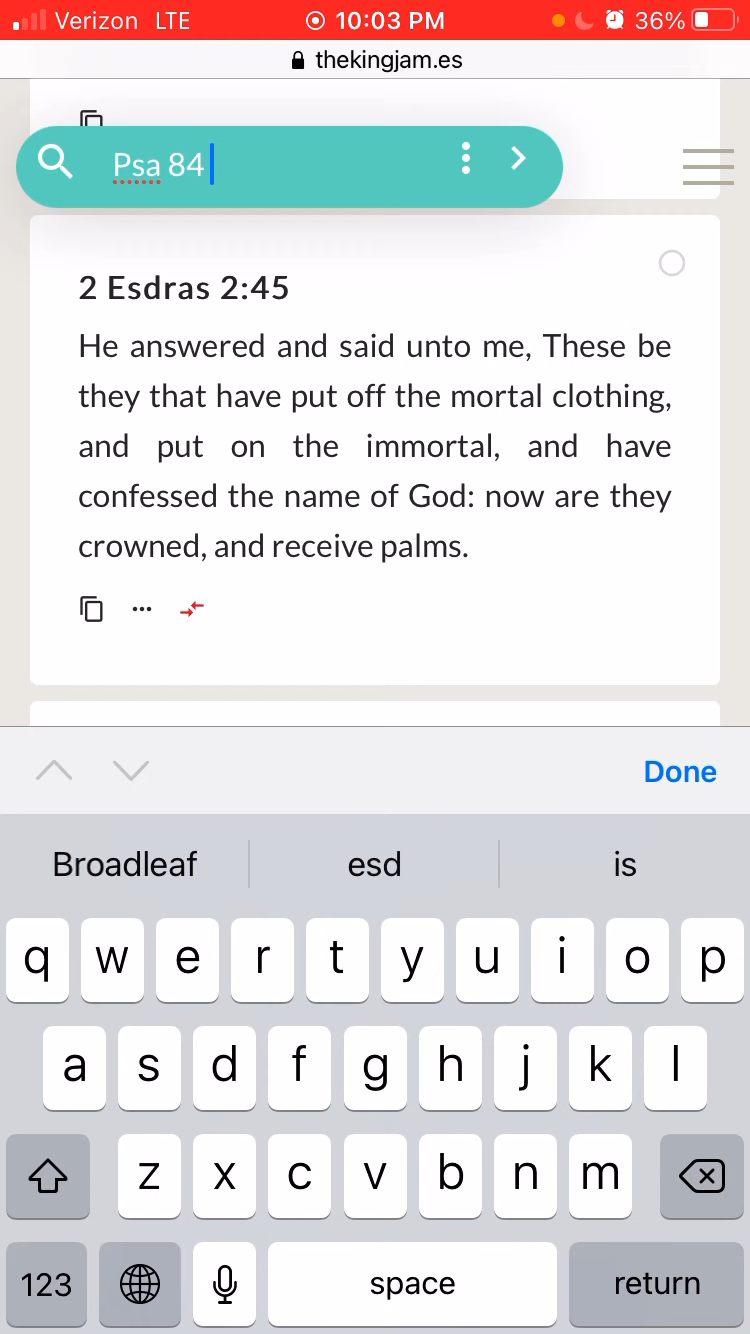 Verizon LTE 10:03 PM 36%
thekingjam.es
Psa 84
2 Esdras 2:45
He answered and said unto me, These be
they that have put off the mortal clothing,
and put on the immortal, and have
confessed the name of God: now are they
crowned, and receive palms.
Done
Broadleaf esd is
q w e r t y u i o p
a s d f g h j k l
z x c v b n m
123 space return